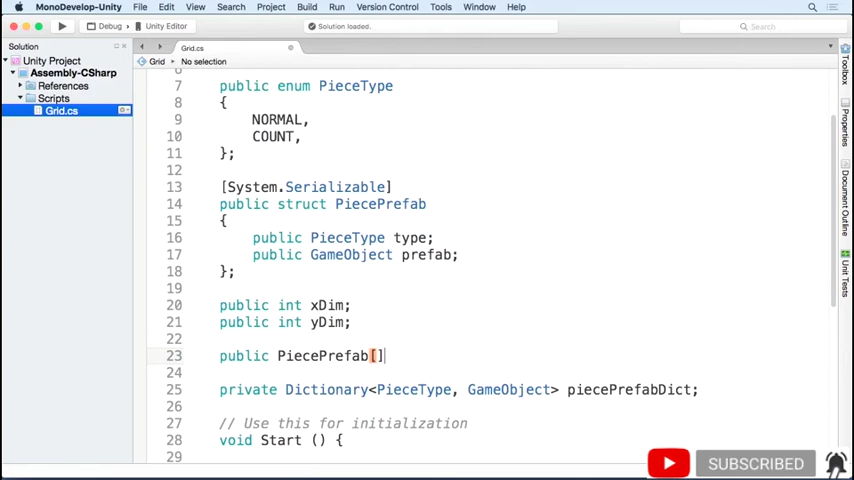 MonoDevelop-Unity File Edit View Search Project Build Run Version Control Tools Window Help
Debug Unity Editor Solution loaded. Search
Solution
Grid.cs
Unity Project
Assembly-CSharp
References
Scripts
Grid.cs
Grid No selection
6
7 public enum PieceType
8 {
9 NORMAL,
10 COUNT,
11 };
12
13 [System.Serializable]
14 public struct PiecePrefab
15 {
16 public PieceType type;
17 public GameObject prefab;
18 };
19
20 public int xDim;
21 public int yDim;
22
23 public PiecePrefab[]
24
25 private Dictionary<PieceType, GameObject> piecePrefabDict;
26
27 // Use this for initialization
28 void Start () {
29
Toolbox
Properties
Document Outline
Unit Tests
SUBSCRIBED